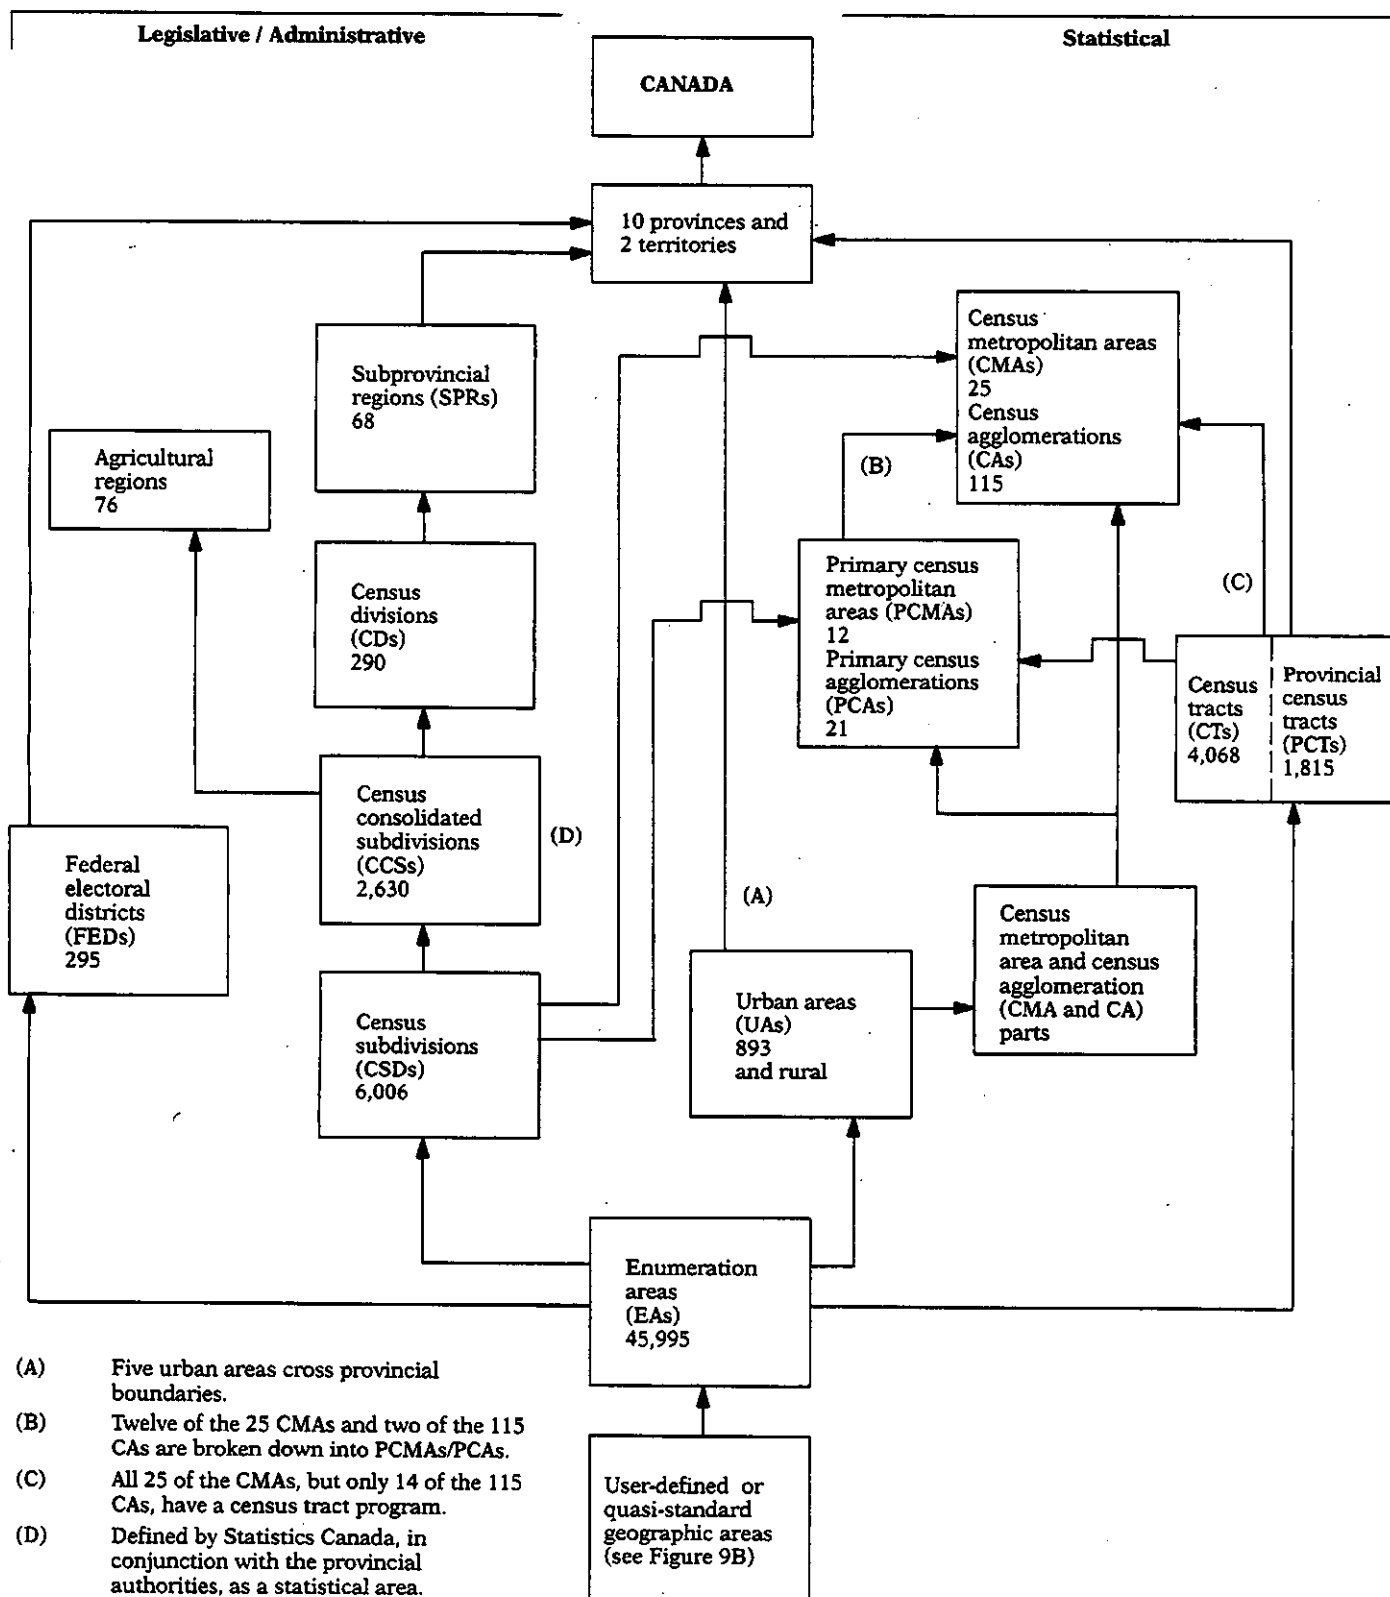 Legislative / Administrative
Statistical
CANADA
10 provinces and
2 territories
Census
metropolitan areas
(CMAs)
25
Census
agglomerations
(CAs)
115
Subprovincial
regions (SPRs)
68
Agricultural
regions
76
(B)
Primary census
metropolitan
areas (PCMAs)
12
Primary census
agglomerations
(PCAs)
21
(C)
Census
divisions
(CDs)
290
Census
tracts
(CTs)
4,068
Provincial
census
tracts
(PCTs)
1,815
Census
consolidated
subdivisions
(CCSs)
2,630
(D)
Federal
electoral
districts
(FEDs)
295
(A)
Census
metropolitan
area and census
agglomeration
(CMA and CA)
parts
Census
subdivisions
(CSDs)
6,006
Urban areas
(UAs)
893
and rural
Enumeration
areas
(EAs)
45,995
User-defined or
quasi-standard
geographic areas
(see Figure 9B)
(A) Five urban areas cross provincial
boundaries.
(B) Twelve of the 25 CMAs and two of the 115
CAs are broken down into PCMAs/PCAs.
(C) All 25 of the CMAs, but only 14 of the 115
CAs, have a census tract program.
(D) Defined by Statistics Canada, in
conjunction with the provincial
authorities, as a statistical area.